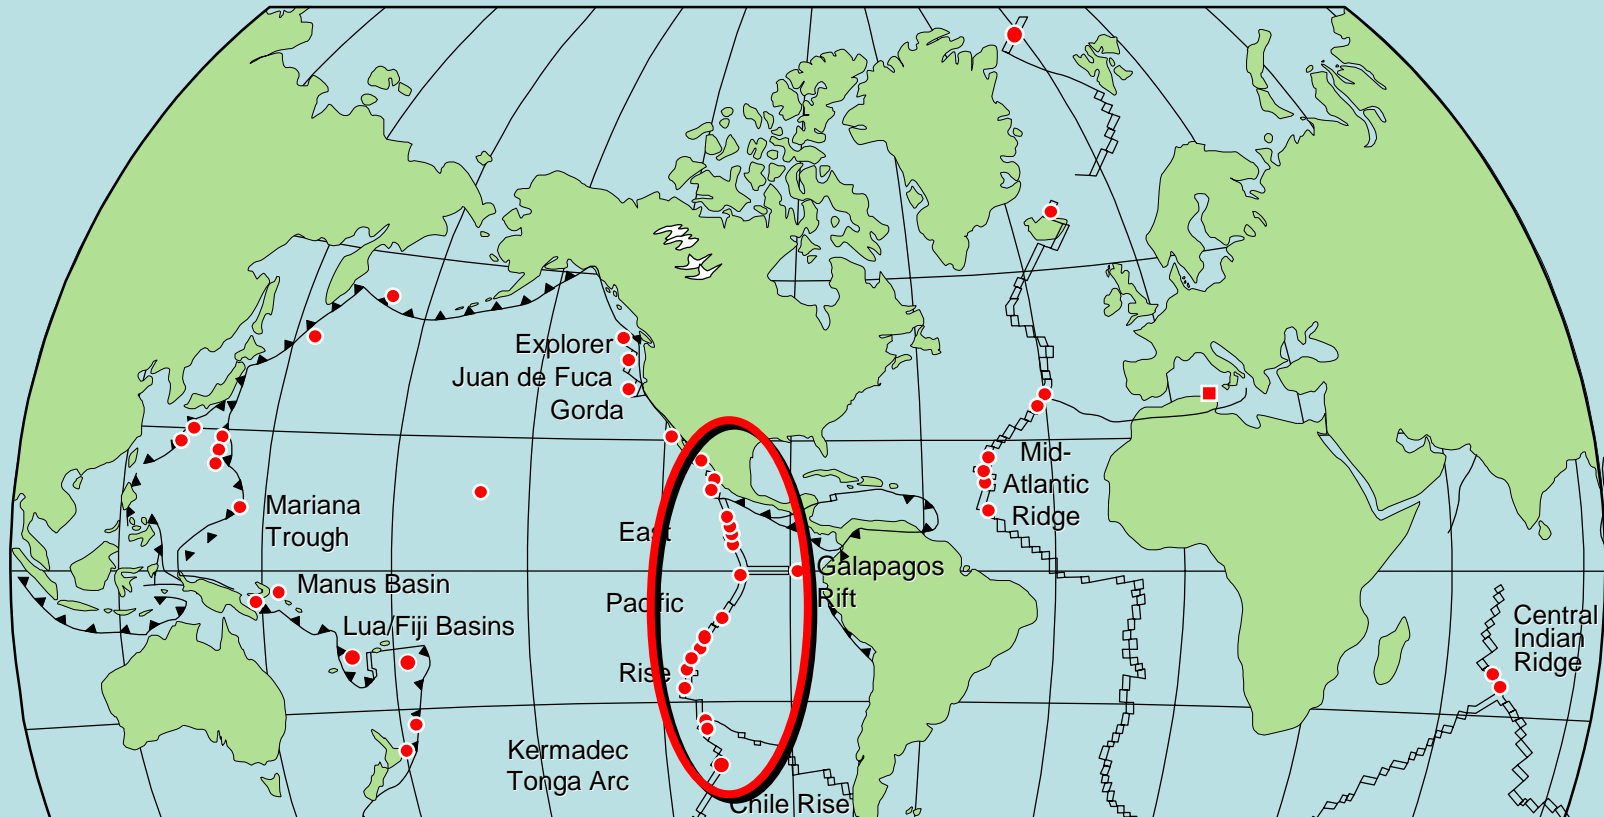 Explorer
Juan de Fuca
Gorda
Mid-
Atlantic
Ridge
Mariana
Trough
East
Galapagos
Rift
Manus Basin
Pacific
Lua/Fiji Basins
Central
Indian
Ridge
Rise
Kermadec
Tonga Arc
Chile Rise